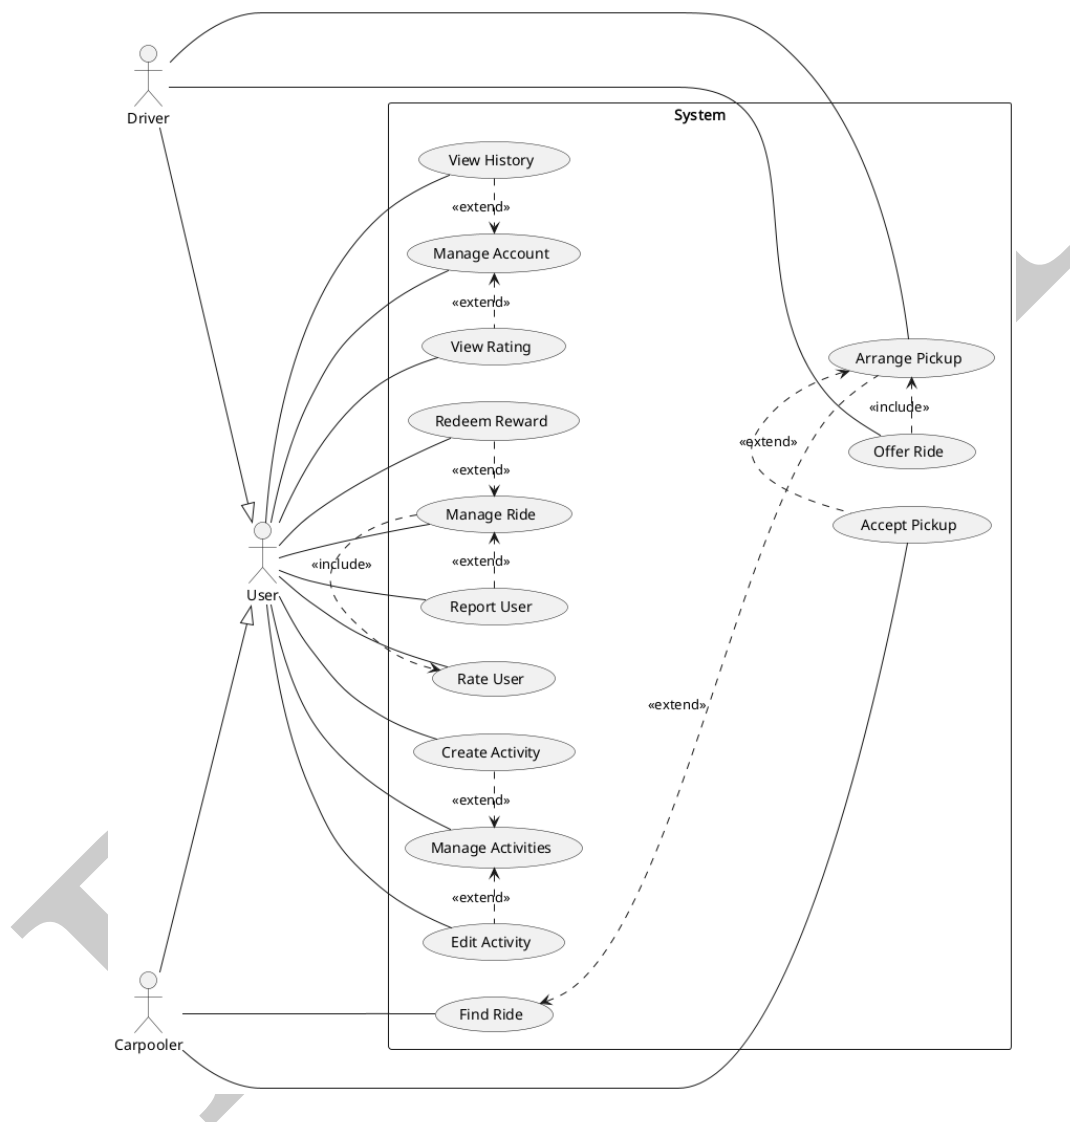 Driver
System
View History
«extend»
Manage Account
«extend»
View Rating
Arrange Pickup
«include»
Redeem Reward
«extend»
Offer Ride
«extend»
Manage Ride
Accept Pickup
«extend»
«include»
User
Report User
Rate User
«extend»
Create Activity
«extend»
Manage Activities
«extend»
Edit Activity
Find Ride
Carpooler